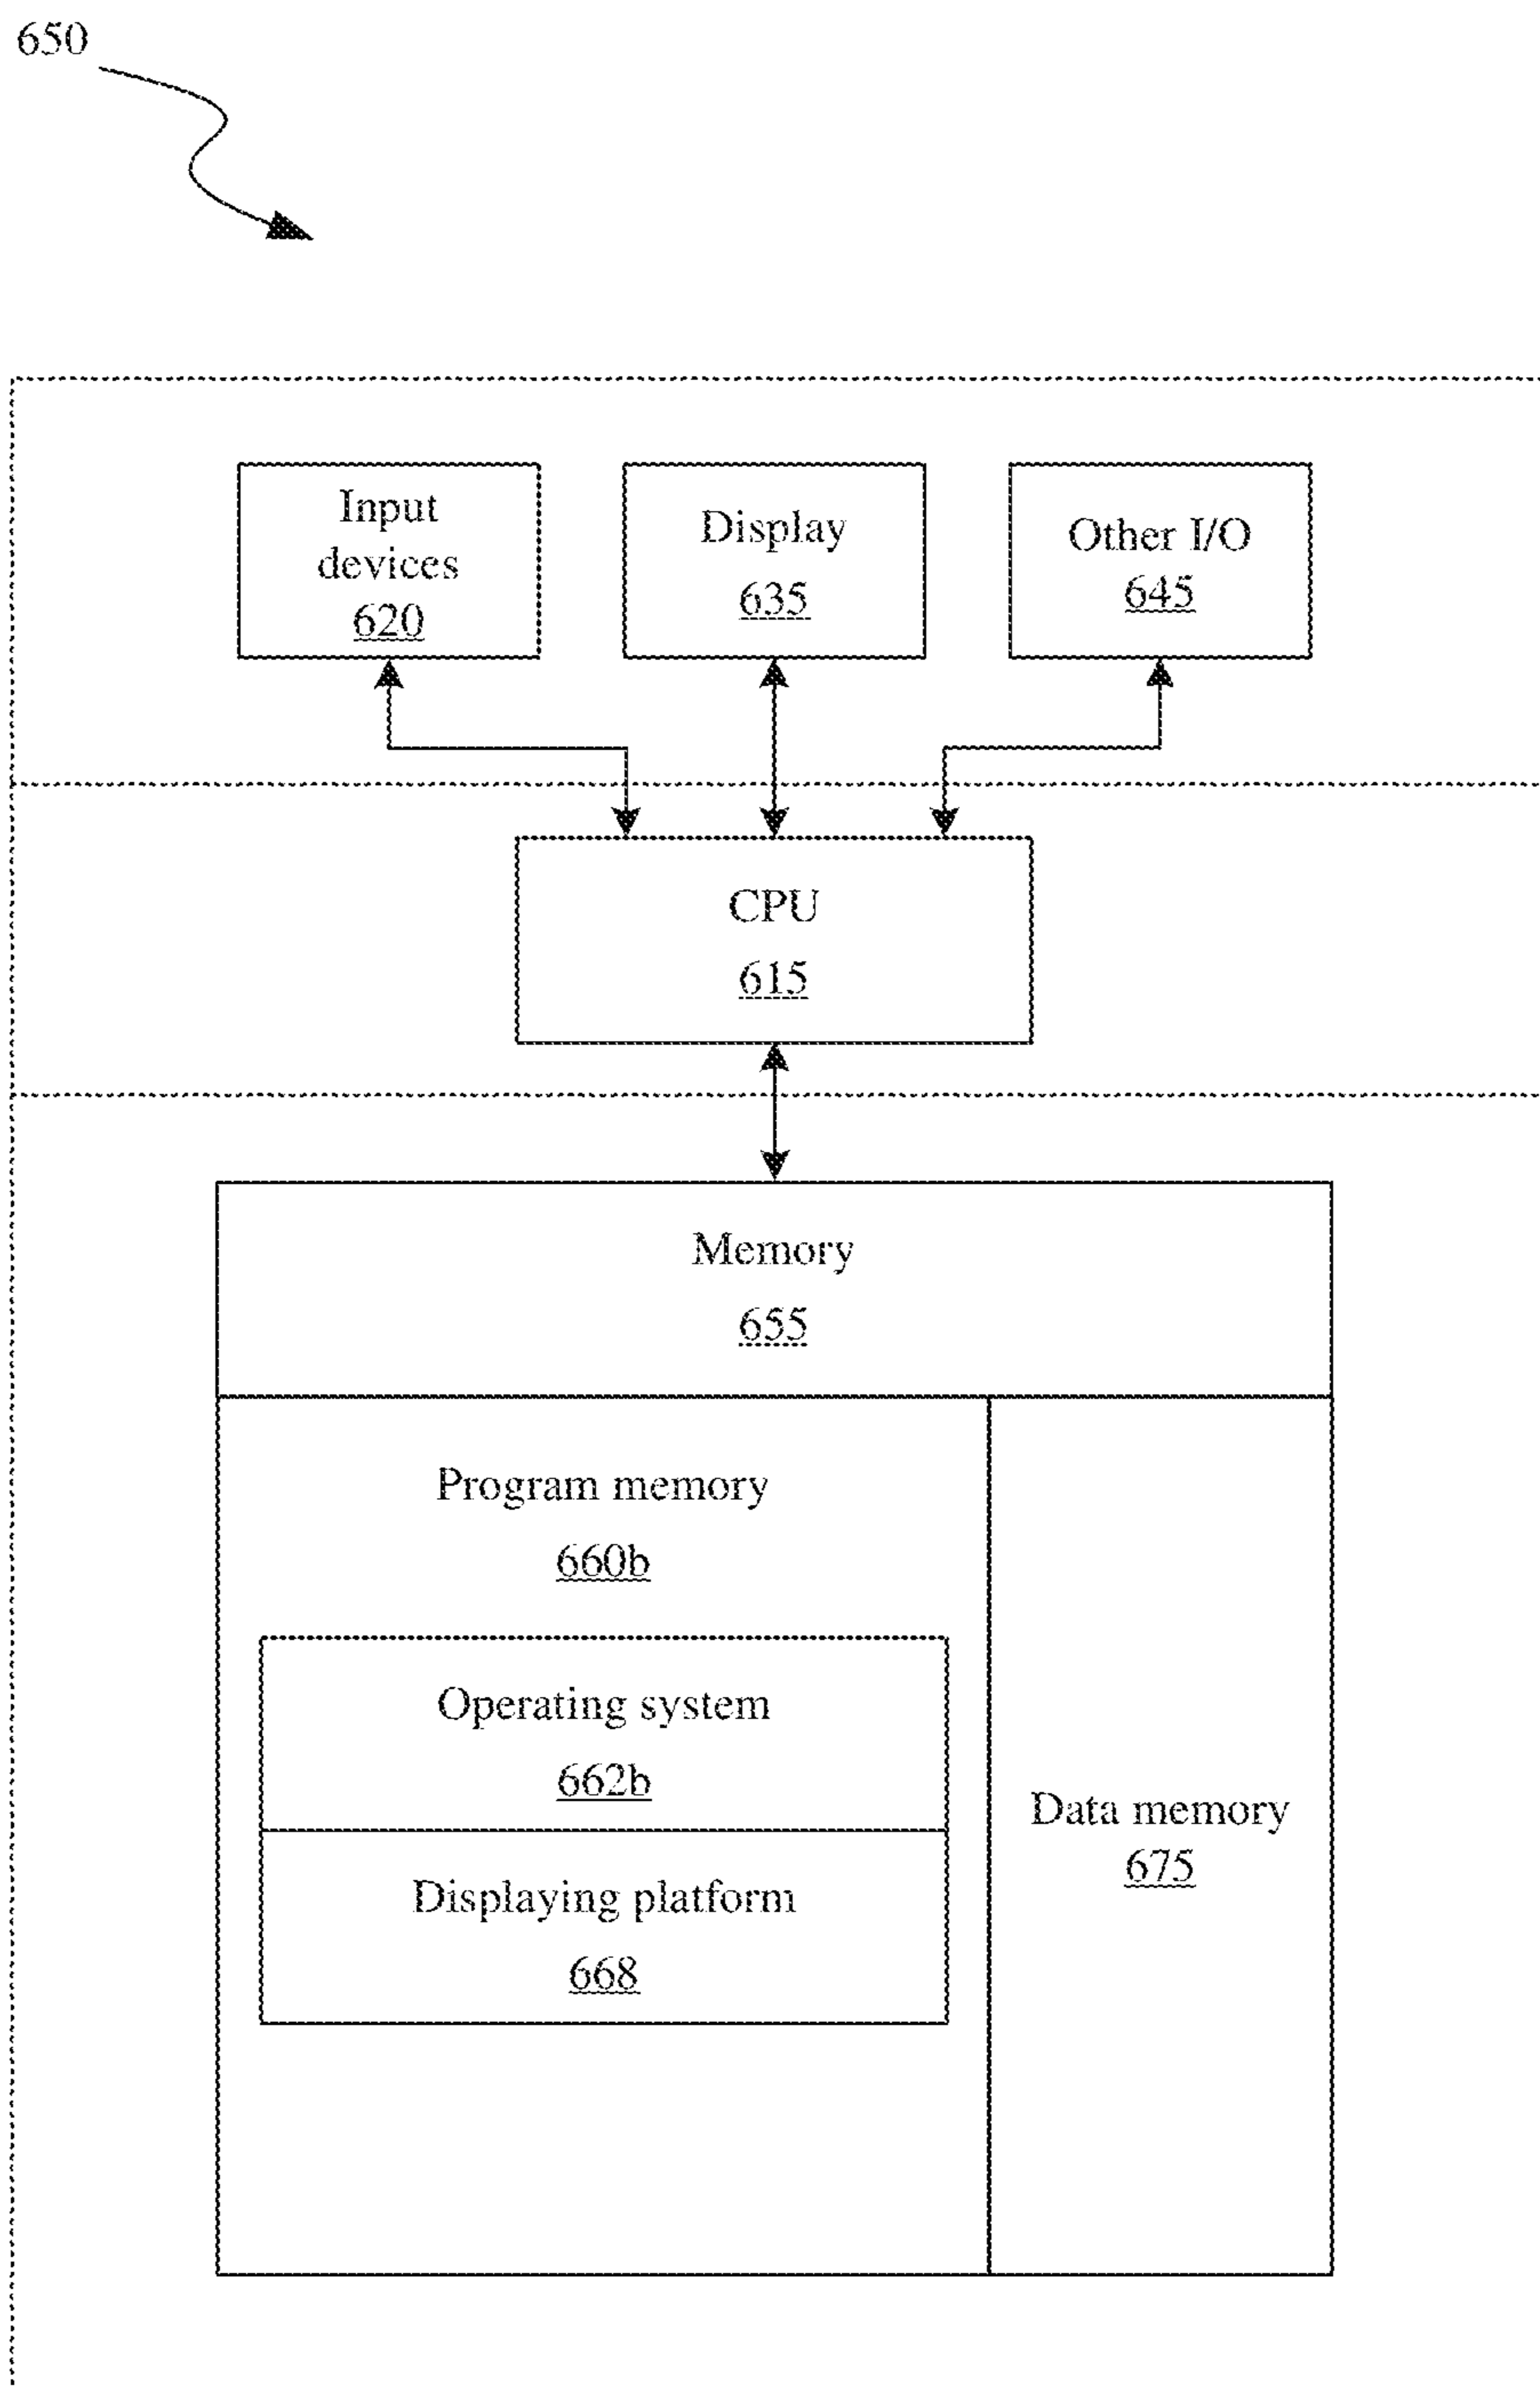 650
Input
devices
620
Display
635
Other I/O
645
CPU
615
Memory
655
Program memory
660b
Operating system
662b
Displaying platform
668
Data memory
675